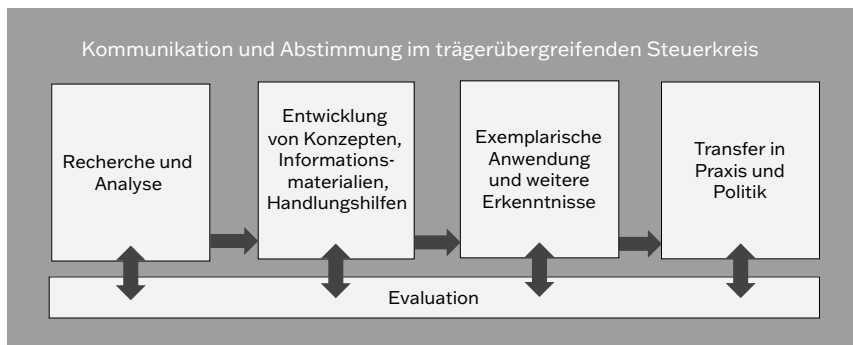 Kommunikation und Abstimmung im trägerübergreifenden Steuerkreis
Recherche und
Analyse
Entwicklung
von Konzepten,
Informations-
materialien,
Handlungshilfen
Exemplarische
Anwendung
und weitere
Erkenntnisse
Transfer in
Praxis und
Politik
Evaluation